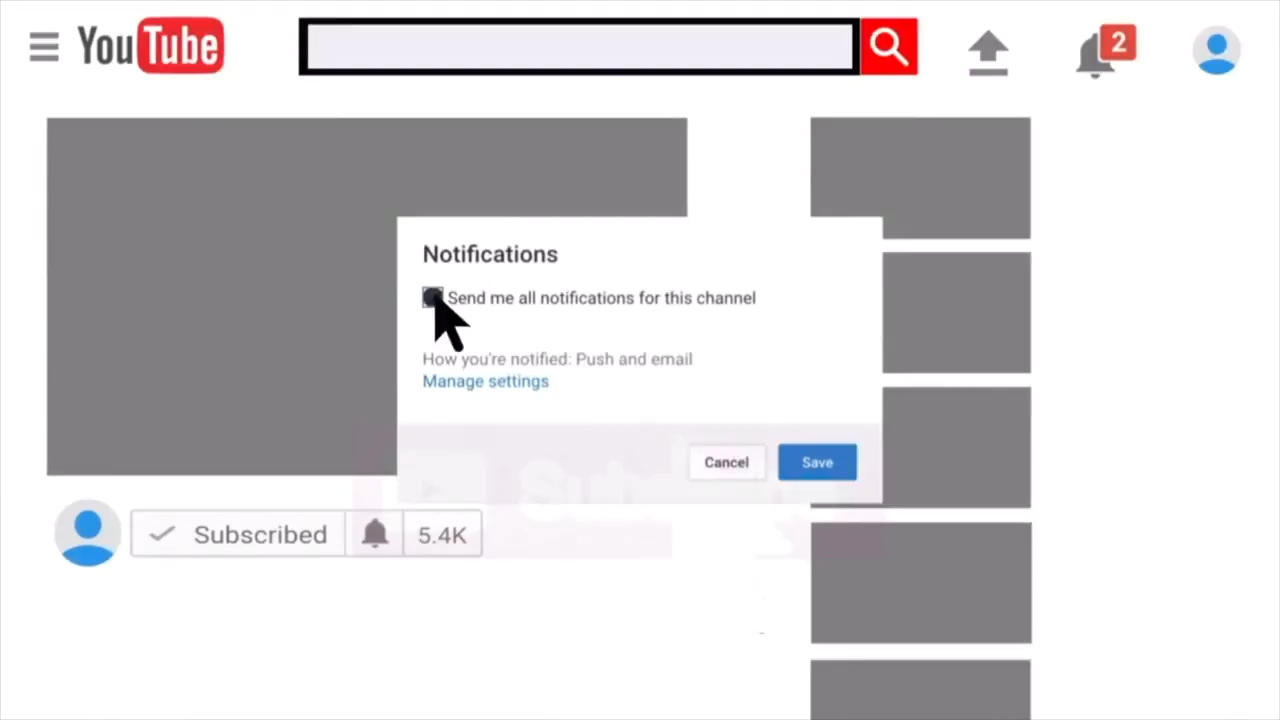 YouTube
2
Notifications
Send me all notifications for this channel
How you're notified: Push and email
Manage settings
Cancel
Save
Subscribed
5.4K